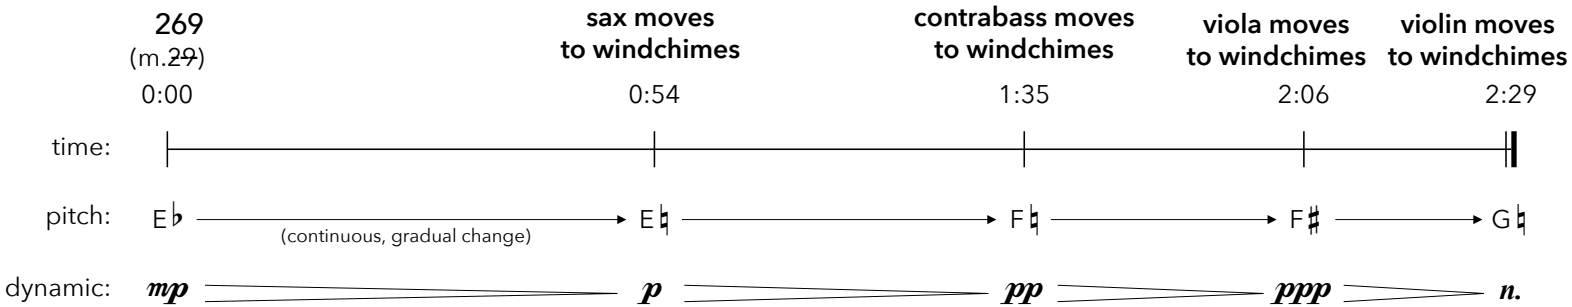 269
(m.29)
sax moves
to windchimes
contrabass moves
to windchimes
viola moves
to windchimes
violin moves
to windchimes
0:00 0:54 1:35 2:06 2:29
time:
pitch: E♭ E♮ F♮ F♯ G♮
(continuous, gradual change)
dynamic: mp p pp ppp n.